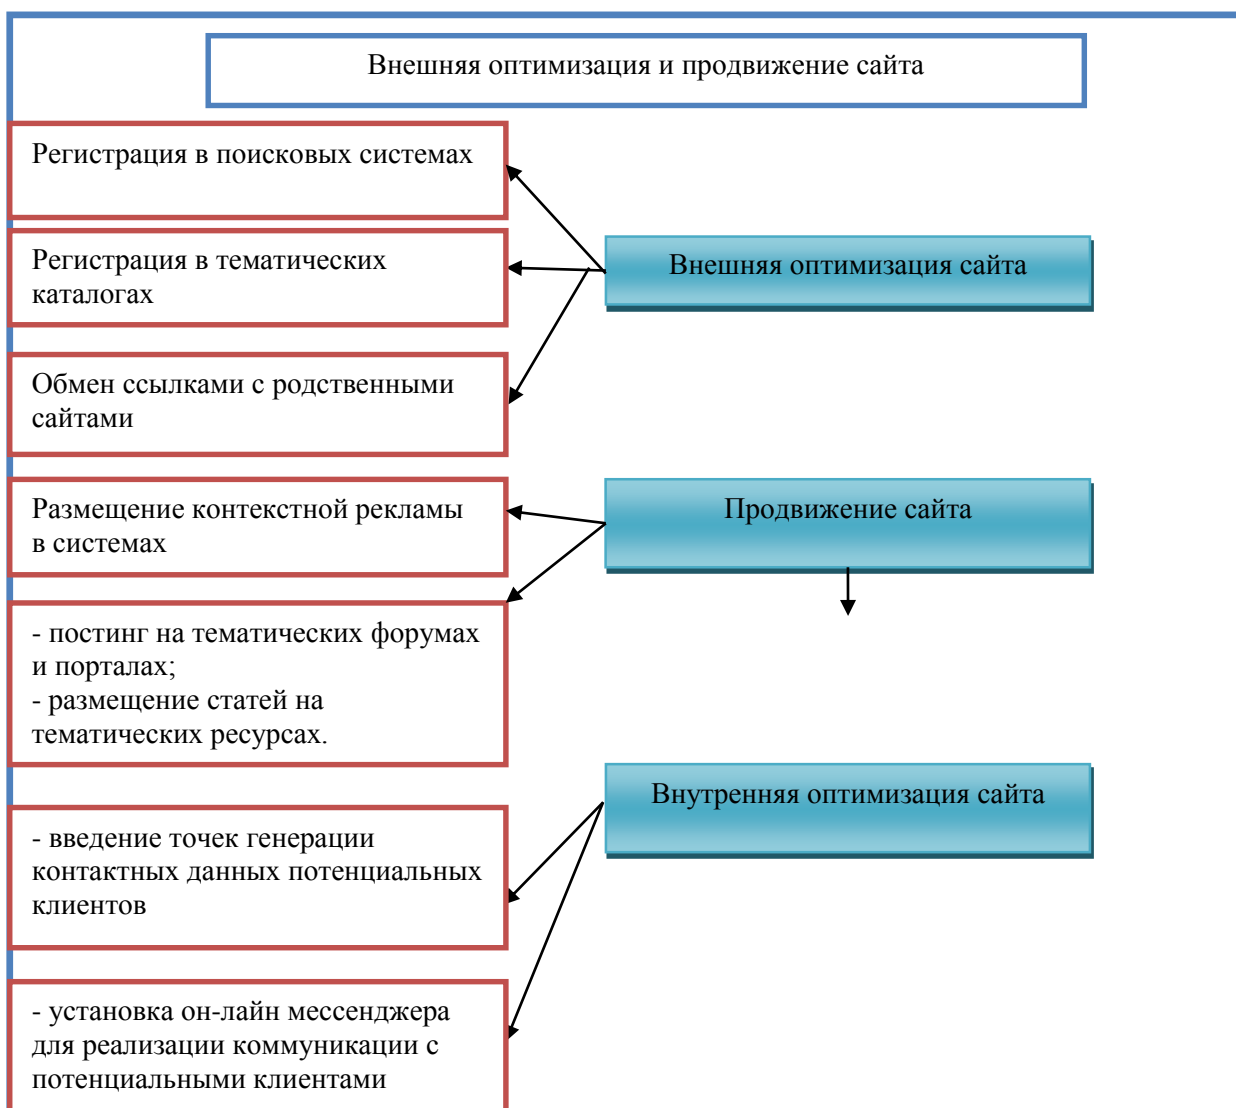 Внешняя оптимизация и продвижение сайта
Регистрация в поисковых системах
Регистрация в тематических
каталогах
Внешняя оптимизация сайта
Обмен ссылками с родственными
сайтами
Размещение контекстной рекламы
в системах
Продвижение сайта
- постинг на тематических форумах
и порталах;
- размещение статей на
тематических ресурсах.
Внутренняя оптимизация сайта
- введение точек генерации
контактных данных потенциальных
клиентов
- установка он-лайн мессенджера
для реализации коммуникации с
потенциальными клиентами